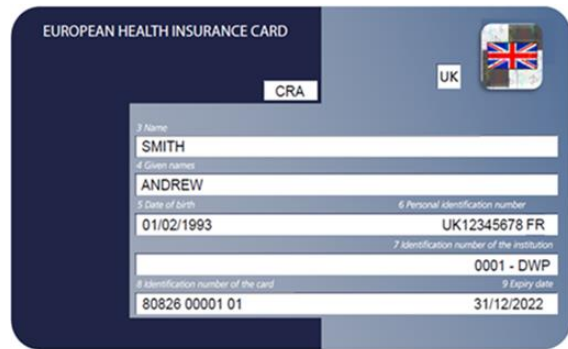 EUROPEAN HEALTH INSURANCE CARD
UK
CRA
3 Name
SMITH
4 Given names
ANDREW
5 Date of birth
6 Personal identification number
01/02/1993
UK12345678 FR
7 Identification number of the institution
0001 - DWP
8 Identification number of the card
9 Expiry date
80826 00001 01
31/12/2022